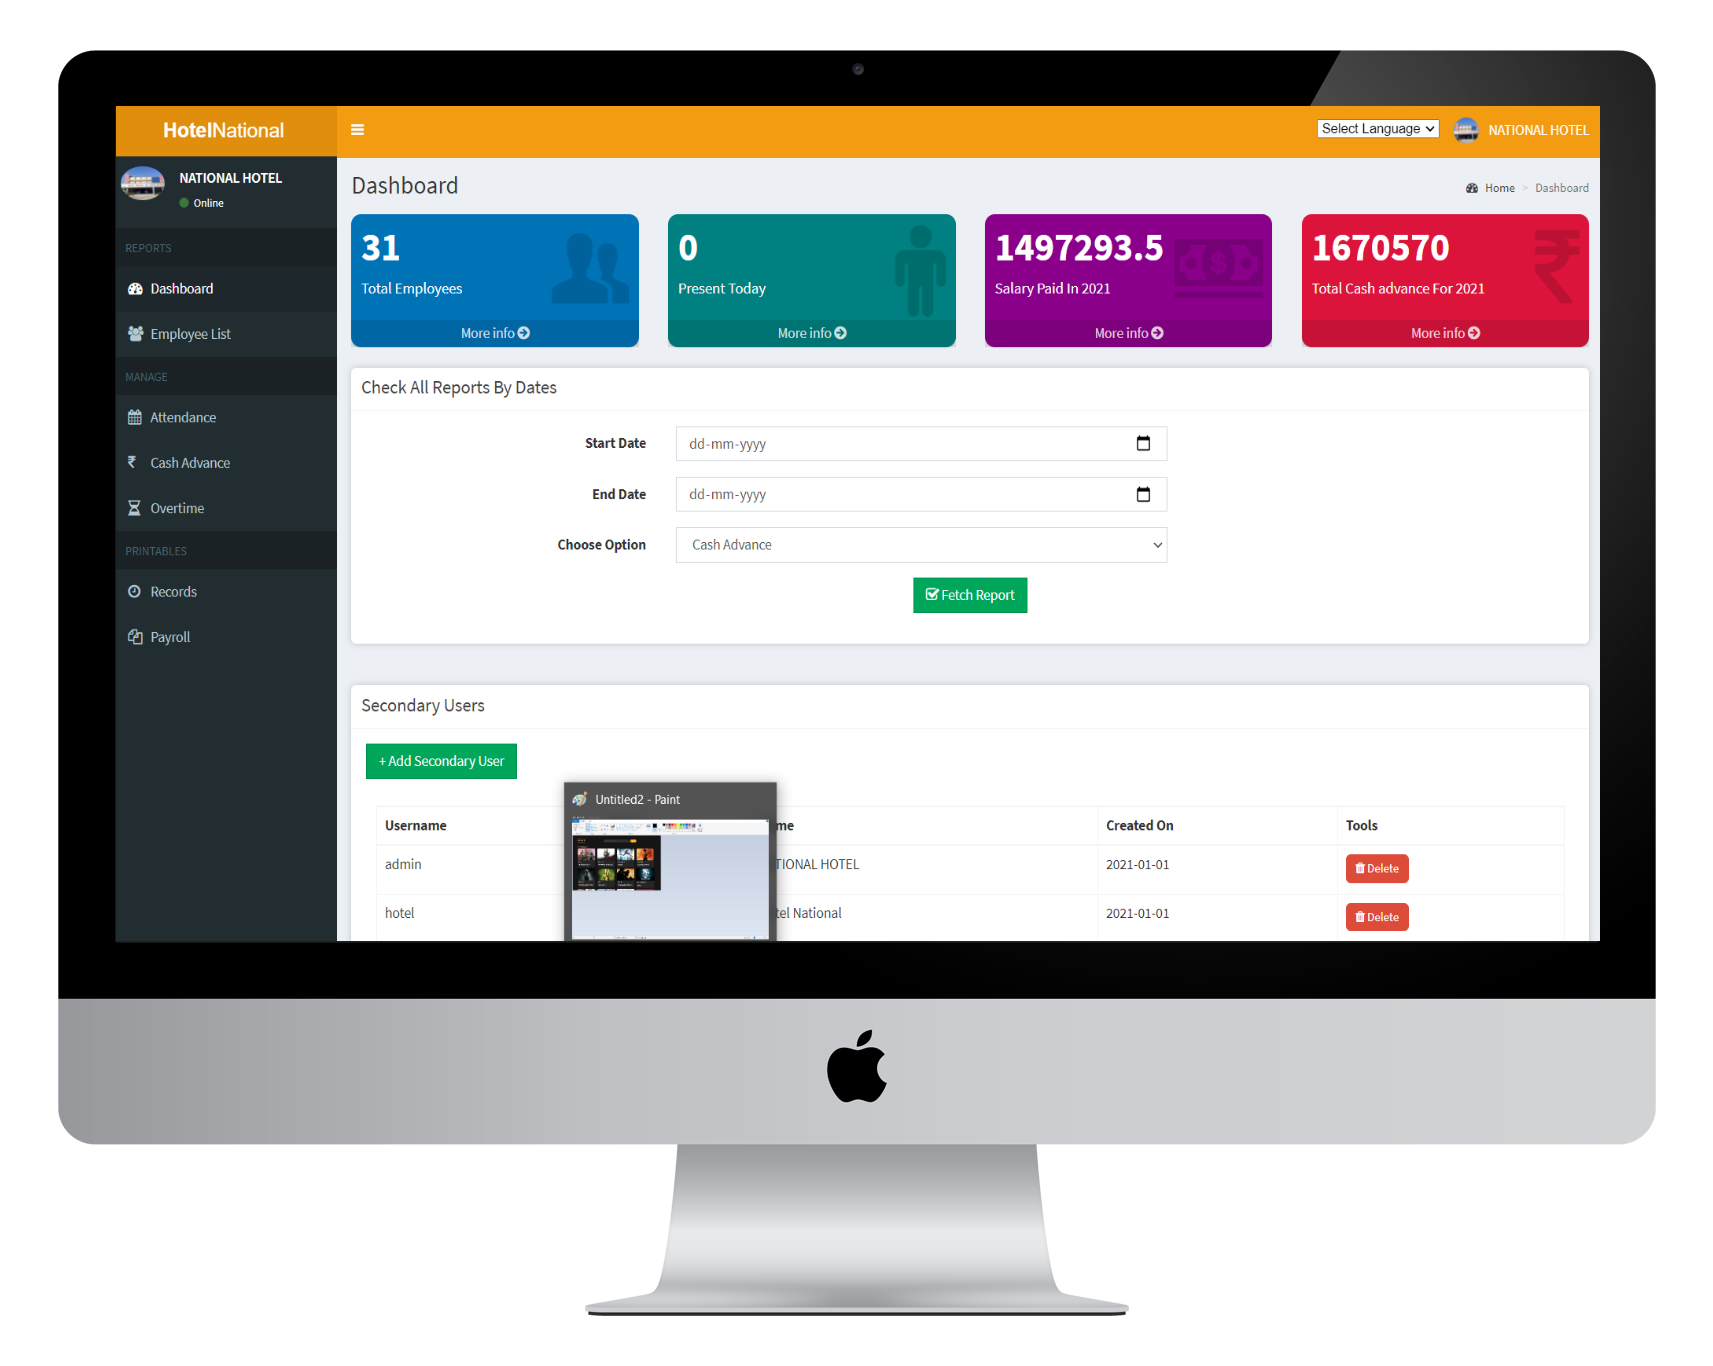 HotelNational
Select Language
NATIONAL HOTEL
NATIONAL HOTEL
Online
Dashboard
Home > Dashboard
REPORTS
Dashboard
Employee List
MANAGE
Attendance
Cash Advance
Overtime
PRINTABLES
Records
Payroll
31
Total Employees
More info
0
Present Today
More info
1497293.5
Salary Paid In 2021
More info
1670570
Total Cash advance For 2021
More info
Check All Reports By Dates
Start Date dd-mm-yyyy
End Date dd-mm-yyyy
Choose Option Cash Advance
Fetch Report
Secondary Users
+ Add Secondary User
Untitled2 - Paint
Username me Created On Tools
admin TIONAL HOTEL 2021-01-01 Delete
hotel tel National 2021-01-01 Delete